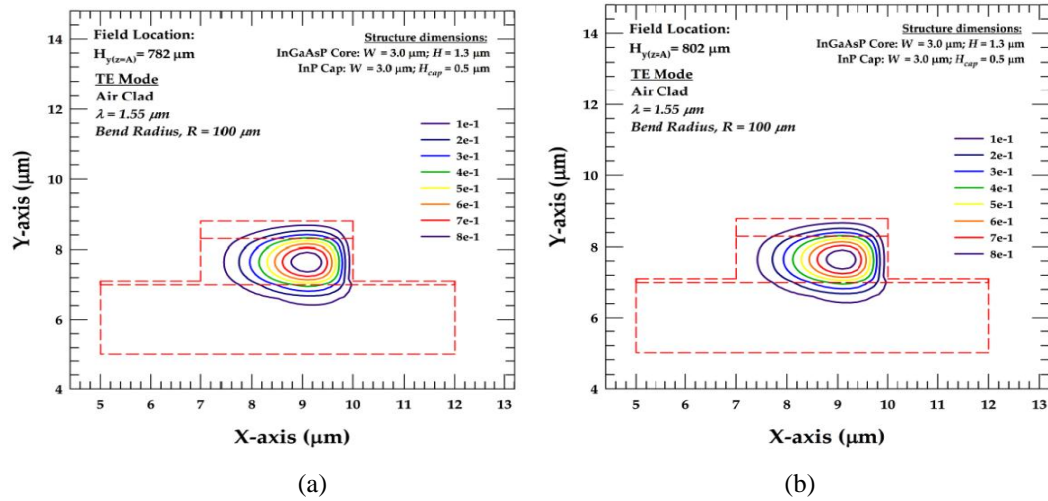 Field Location:
H_y(z=A)= 782 μm
TE Mode
Air Clad
λ = 1.55 μm
Bend Radius, R = 100 μm
Structure dimensions:
InGaAsP Core: W = 3.0 μm; H = 1.3 μm
InP Cap: W = 3.0 μm; H_cap = 0.5 μm
1e-1
2e-1
3e-1
4e-1
5e-1
6e-1
7e-1
8e-1
Y-axis (μm)
14
12
10
8
6
4
5 6 7 8 9 10 11 12 13
X-axis (μm)
(a)
Field Location:
H_y(z=A)= 802 μm
TE Mode
Air Clad
λ = 1.55 μm
Bend Radius, R = 100 μm
Structure dimensions:
InGaAsP Core: W = 3.0 μm; H = 1.3 μm
InP Cap: W = 3.0 μm; H_cap = 0.5 μm
1e-1
2e-1
3e-1
4e-1
5e-1
6e-1
7e-1
8e-1
Y-axis (μm)
14
12
10
8
6
4
5 6 7 8 9 10 11 12 13
X-axis (μm)
(b)